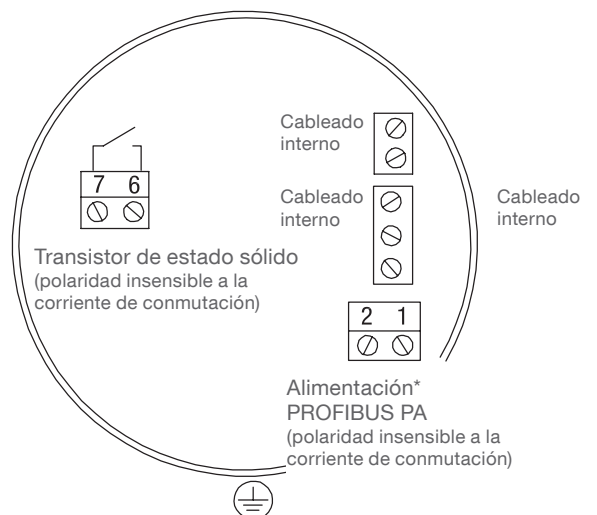 Cableado
interno
7 6
Cableado
interno
Cableado
interno
Transistor de estado sólido
(polaridad insensible a la
corriente de conmutación)
2 1
Alimentación*
PROFIBUS PA
(polaridad insensible a la
corriente de conmutación)